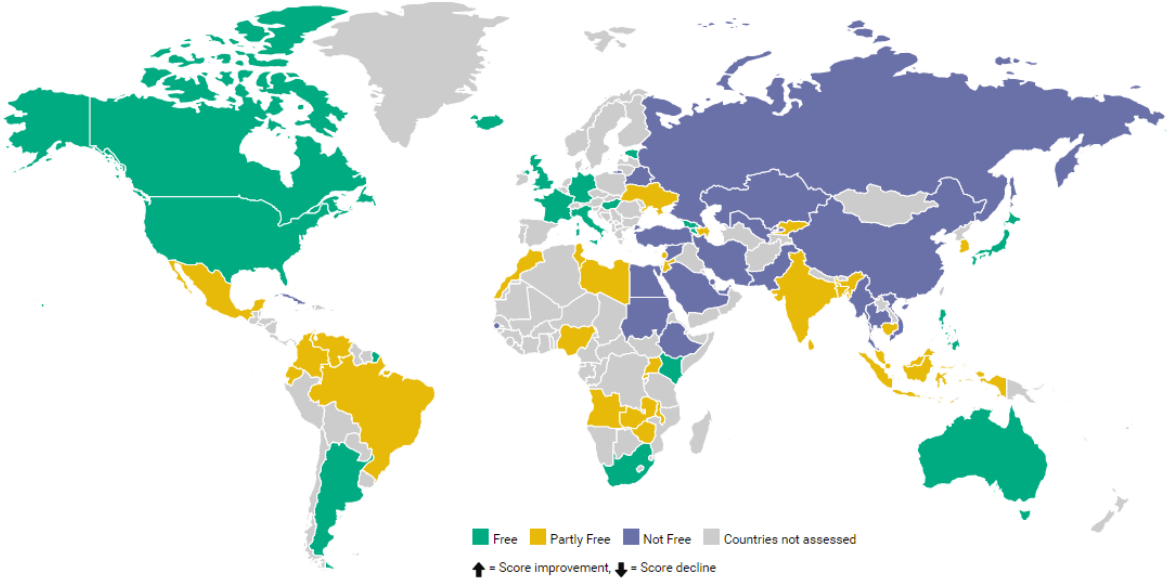 Free Partly Free Not Free Countries not assessed
= Score improvement, = Score decline